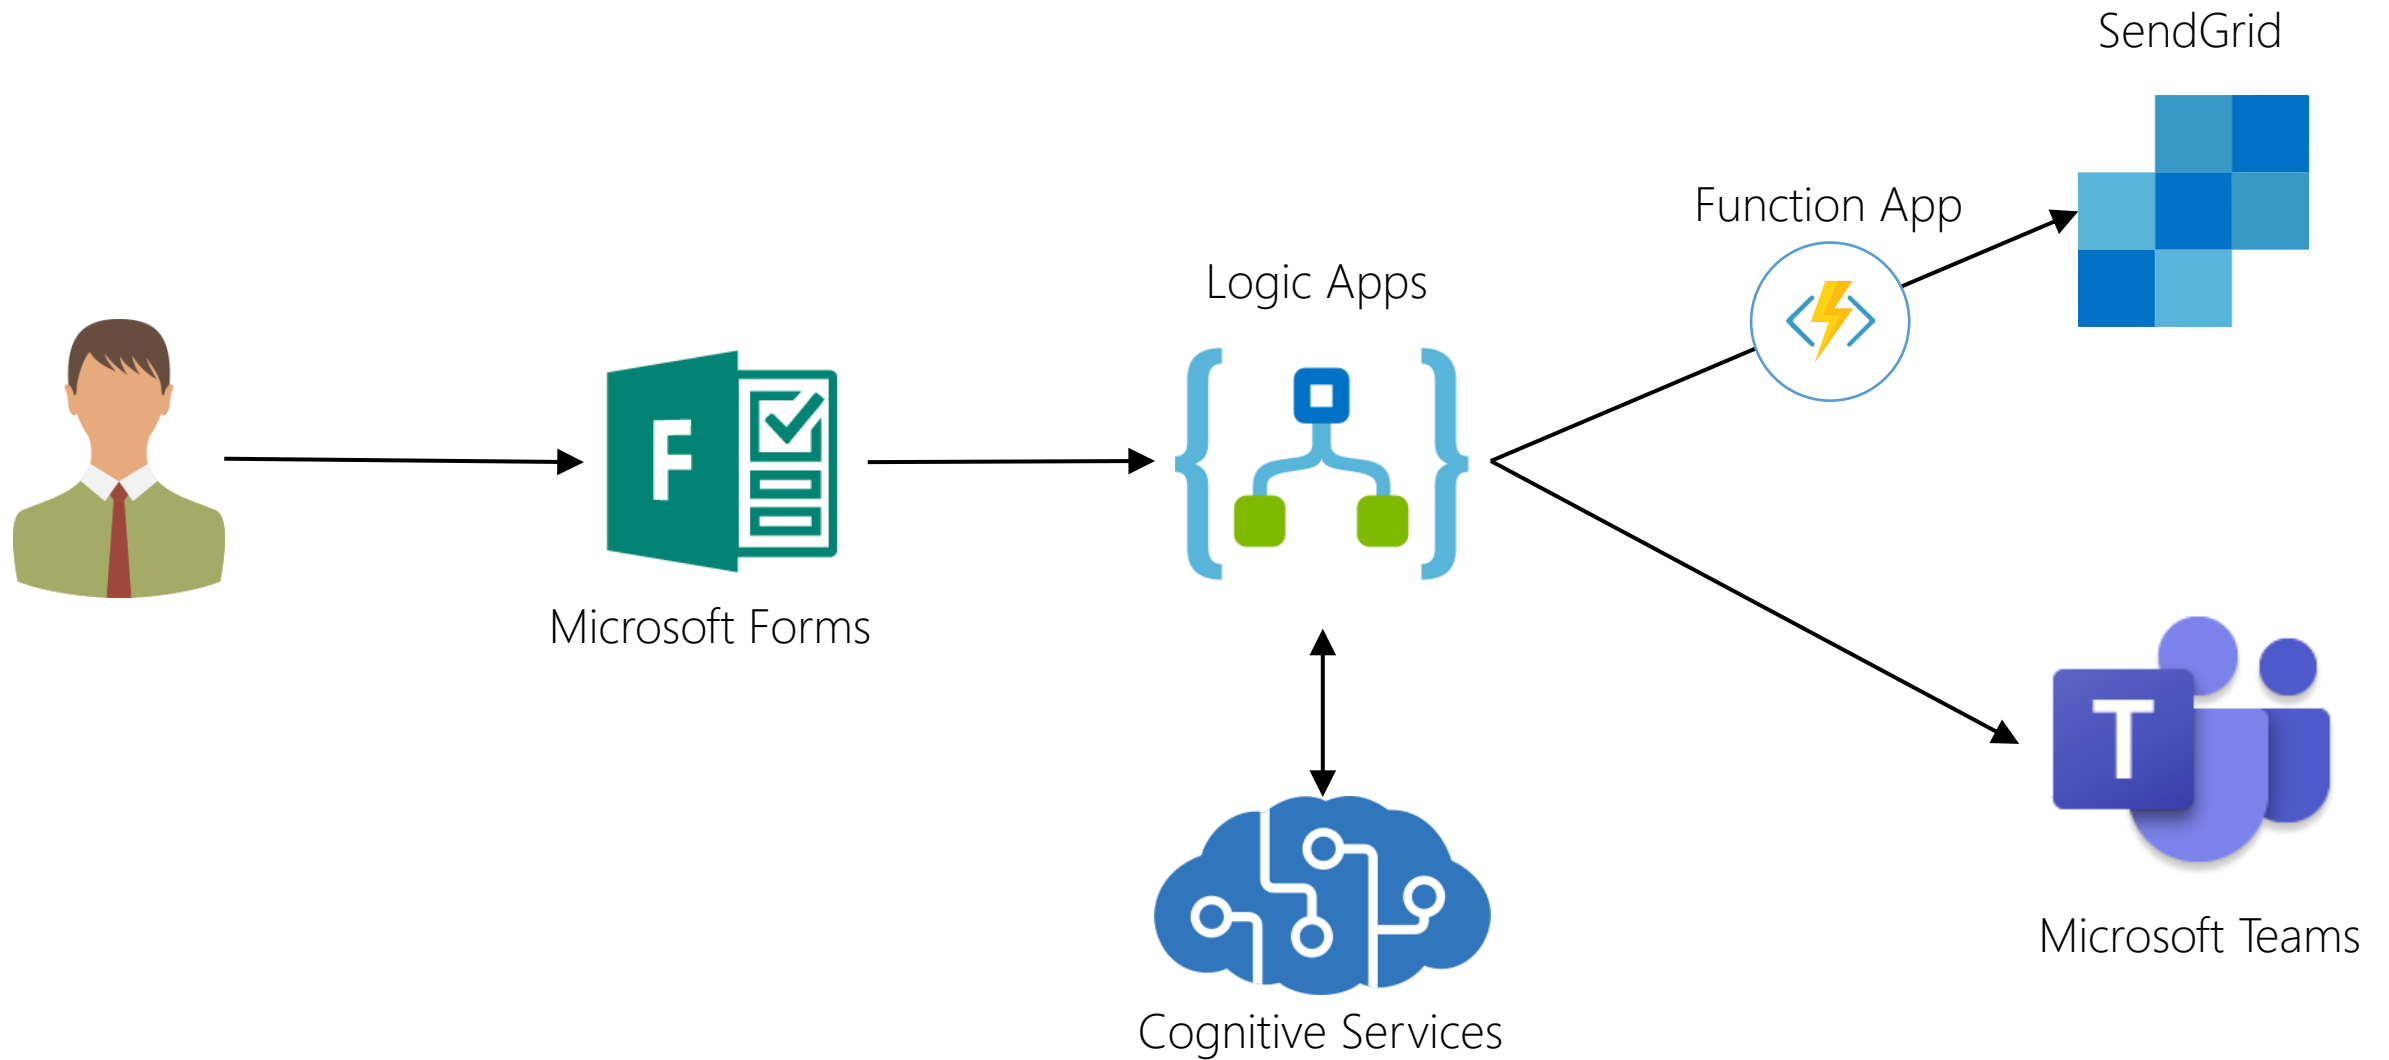 SendGrid
Function App
Logic Apps
F
Microsoft Forms
T
Microsoft Teams
Cognitive Services